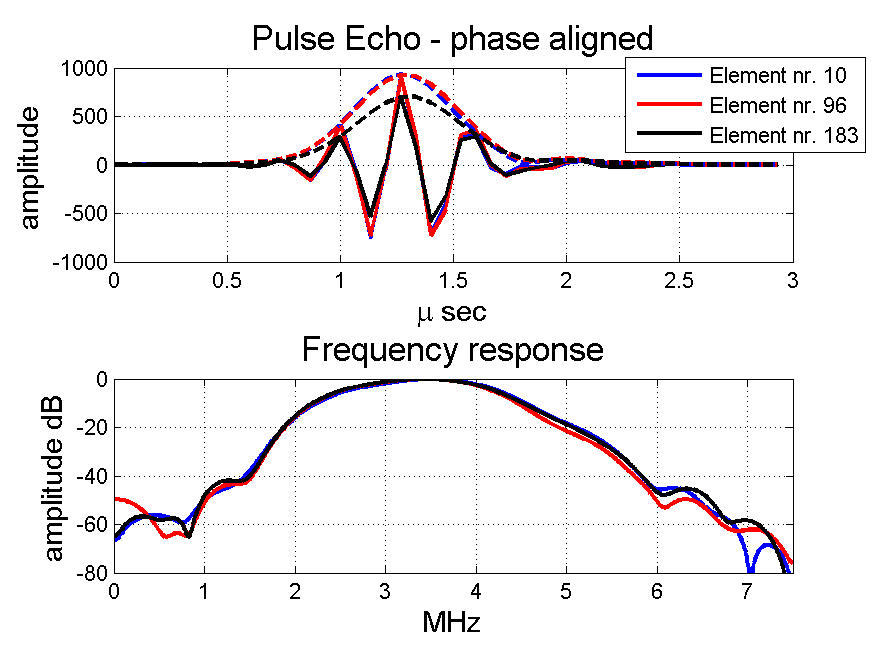 Pulse Echo - phase aligned
Element nr. 10
Element nr. 96
Element nr. 183
amplitude
1000
500
0
-500
-1000
0 0.5 1 1.5 2 2.5 3
μ sec
Frequency response
amplitude dB
0
-20
-40
-60
-80
0 1 2 3 4 5 6 7
MHz